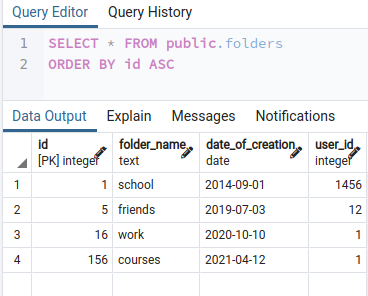 Query Editor Query History
1 SELECT * FROM public.folders
2 ORDER BY id ASC
Data Output Explain Messages Notifications
id folder_name date_of_creation user_id
[PK] integer text date integer
1 1 school 2014-09-01 1456
2 5 friends 2019-07-03 12
3 16 work 2020-10-10 1
4 156 courses 2021-04-12 1